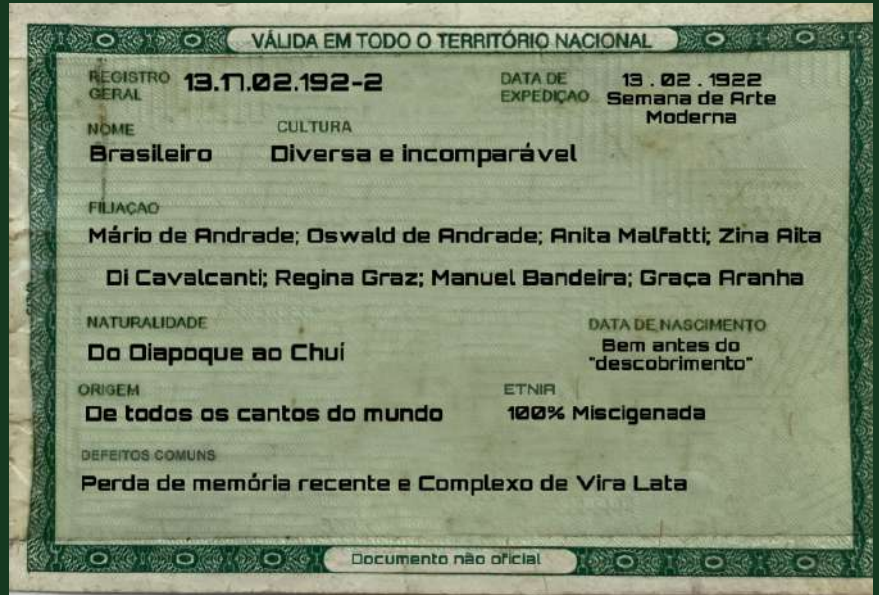 VÁLIDA EM TODO O TERRITÓRIO NACIONAL
REGISTRO GERAL 13.17.02.192-2
DATA DE EXPEDIÇÃO 13.02.1922
Semana de Arte
Moderna
NOME CULTURA
Brasileiro Diversa e incomparável
FILIAÇÃO
Mário de Andrade; Oswald de Andrade; Anita Malfatti; Zina Aita
Di Cavalcanti; Regina Graz; Manuel Bandeira; Graça Aranha
NATURALIDADE DATA DE NASCIMENTO
Do Oiapoque ao Chuí
Bem antes do
"descobrimento"
ORIGEM ETNIA
De todos os cantos do mundo 100% Miscigenada
DEFEITOS COMUNS
Perda de memória recente e Complexo de Vira Lata
Documento não oficial